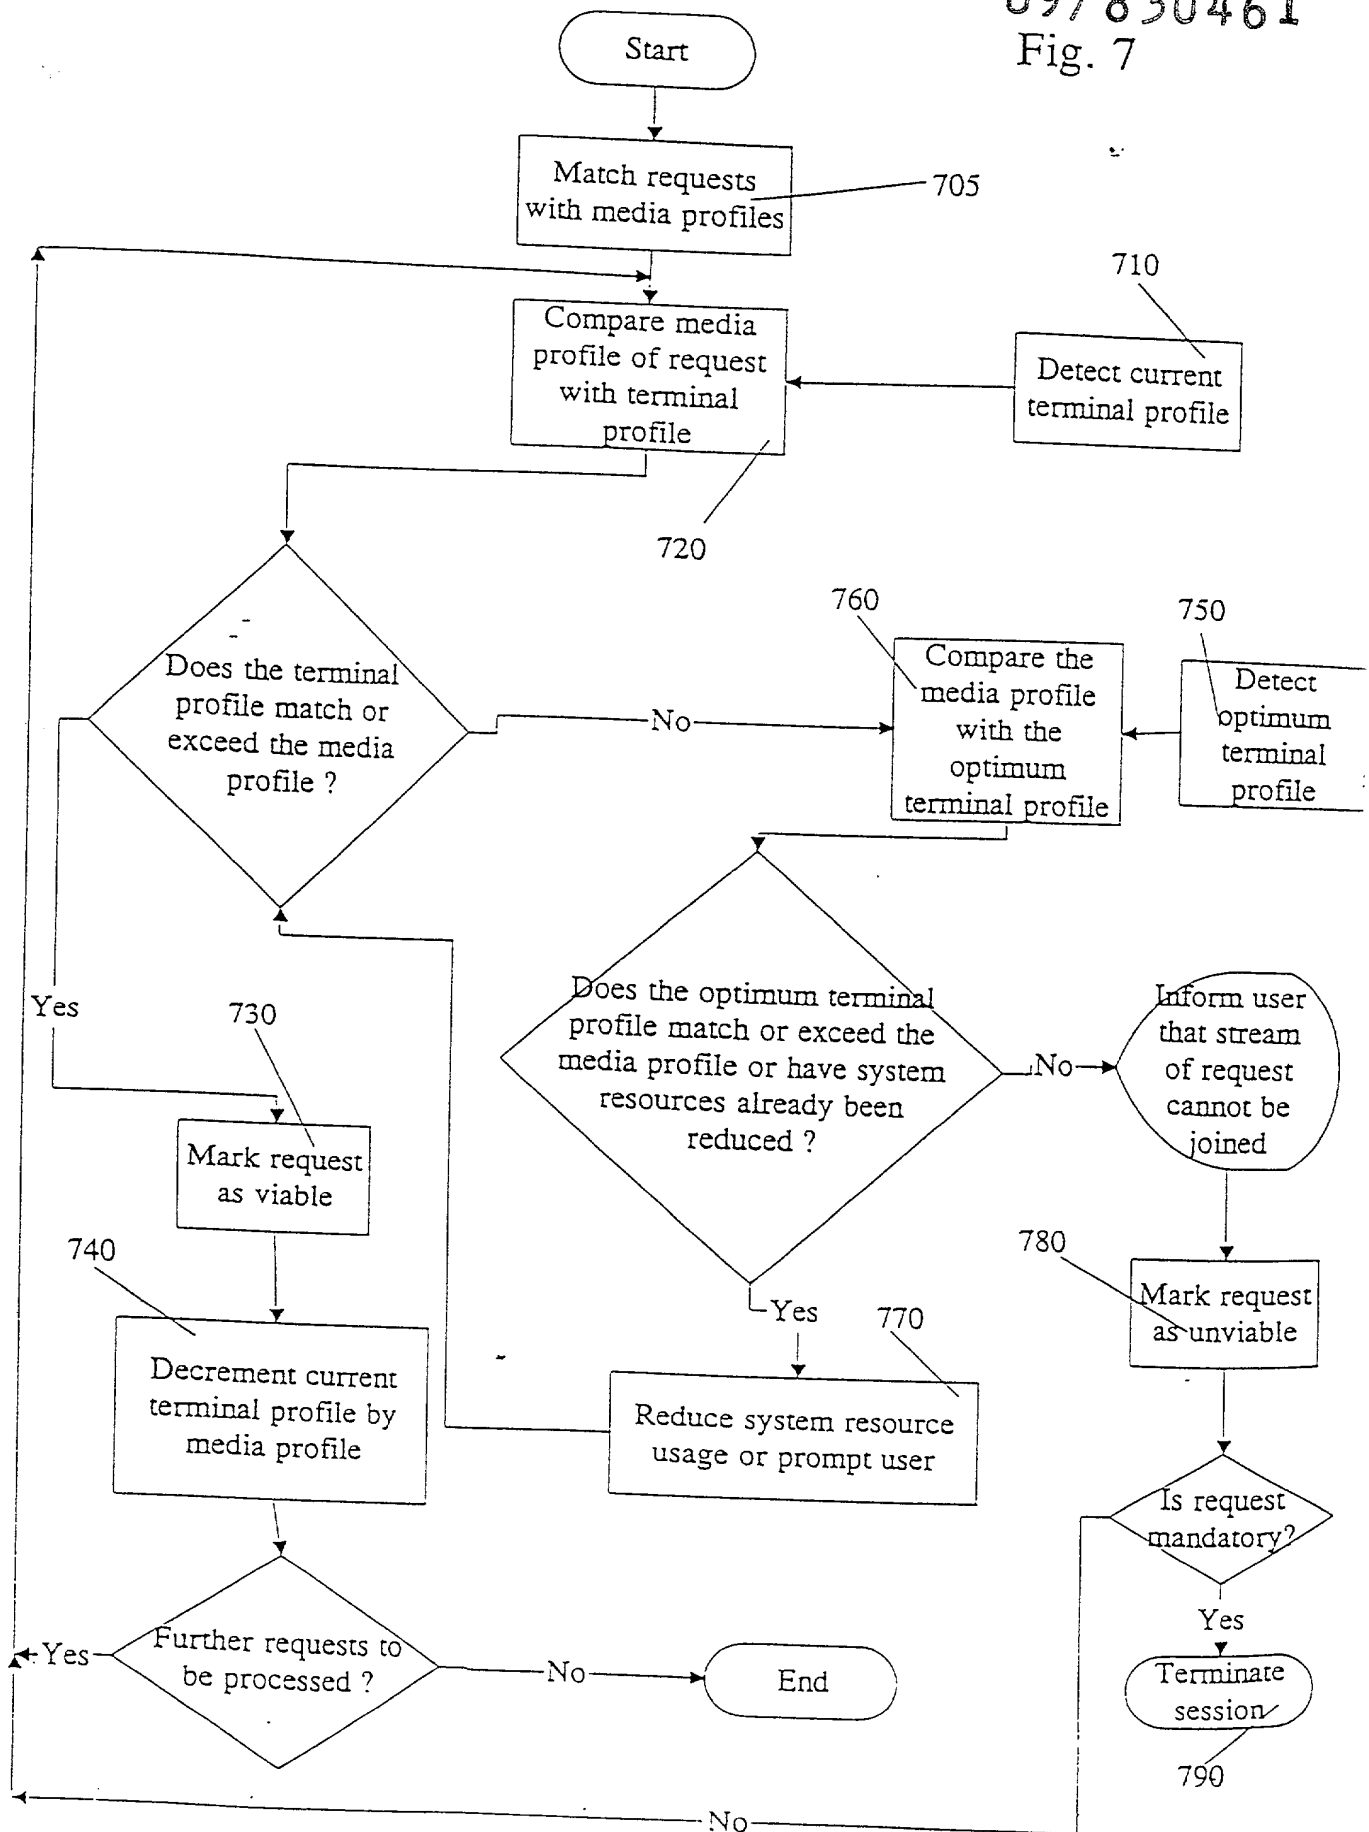 09/830461
Fig. 7
Start
Match requests
with media profiles
705
710
Compare media
profile of request
with terminal
profile
Detect current
terminal profile
720
760
750
Does the terminal
profile match or
exceed the media
profile ?
No
Compare the
media profile
with the
optimum
terminal profile
Detect
optimum
terminal
profile
Yes
730
Does the optimum terminal
profile match or exceed the
media profile or have system
resources already been
reduced ?
No
Inform user
that stream
of request
cannot be
joined
Mark request
as viable
740
Yes
770
780
Mark request
as unviable
Decrement current
terminal profile by
media profile
Reduce system resource
usage or prompt user
Is request
mandatory?
Yes
Further requests to
be processed ?
Yes
No
End
Terminate
session
790
No